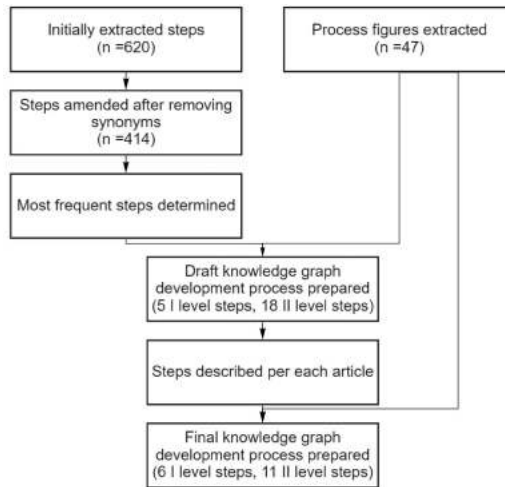 Initially extracted steps
(n =620)
Process figures extracted
(n =47)
Steps amended after removing
synonyms
(n =414)
Most frequent steps determined
Draft knowledge graph
development process prepared
(5 I level steps, 18 II level steps)
Steps described per each article
Final knowledge graph
development process prepared
(6 I level steps, 11 II level steps)